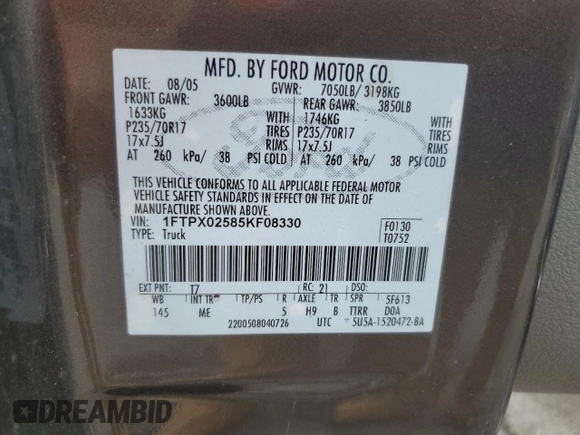 MFD. BY FORD MOTOR CO.
DATE: 08/05 GVWR: 7050LB/ 3198KG
FRONT GAWR: 3600LB REAR GAWR: 3850LB
1633KG WITH 1746KG WITH
P235/70R17 TIRES P235/70R17 TIRES
17x7.5J RIMS 17x7.5J RIMS
AT 260 kPa/ 38 PSI COLD AT 260 kPa/ 38 PSI COLD
Ford
THIS VEHICLE CONFORMS TO ALL APPLICABLE FEDERAL MOTOR
VEHICLE SAFETY STANDARDS IN EFFECT ON THE DATE OF
MANUFACTURE SHOWN ABOVE.
VIN: 1FTPX02585KF08330 F0130
TYPE: Truck T0752
EXT PNT: T7 RC: 21 DSO:
WB INT TR TP/PS R AXLE TR SPR 5F613
145 ME 5 H9 B TTRR D0A
2200508040726 UTC 5U5A-1520472-BA
DREAMBID